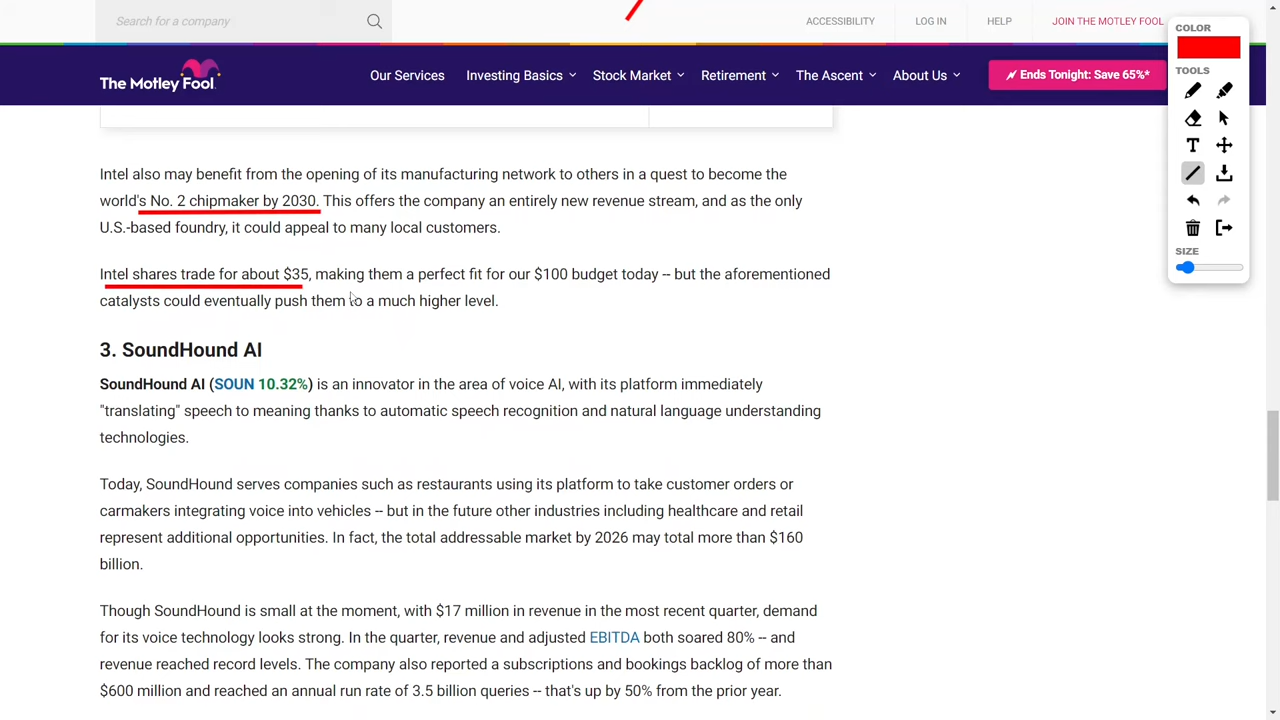 Search for a company
ACCESSIBILITY
LOG IN
HELP
JOIN THE MOTLEY FOOL
COLOR
TOOLS
SIZE
The Motley Fool
Our Services
Investing Basics
Stock Market
Retirement
The Ascent
About Us
Ends Tonight: Save 65%*
Intel also may benefit from the opening of its manufacturing network to others in a quest to become the
world's No. 2 chipmaker by 2030. This offers the company an entirely new revenue stream, and as the only
U.S.-based foundry, it could appeal to many local customers.
Intel shares trade for about $35, making them a perfect fit for our $100 budget today -- but the aforementioned
catalysts could eventually push them to a much higher level.
3. SoundHound AI
SoundHound AI (SOUN 10.32%) is an innovator in the area of voice AI, with its platform immediately
"translating" speech to meaning thanks to automatic speech recognition and natural language understanding
technologies.
Today, SoundHound serves companies such as restaurants using its platform to take customer orders or
carmakers integrating voice into vehicles -- but in the future other industries including healthcare and retail
represent additional opportunities. In fact, the total addressable market by 2026 may total more than $160
billion.
Though SoundHound is small at the moment, with $17 million in revenue in the most recent quarter, demand
for its voice technology looks strong. In the quarter, revenue and adjusted EBITDA both soared 80% -- and
revenue reached record levels. The company also reported a subscriptions and bookings backlog of more than
$600 million and reached an annual run rate of 3.5 billion queries -- that's up by 50% from the prior year.